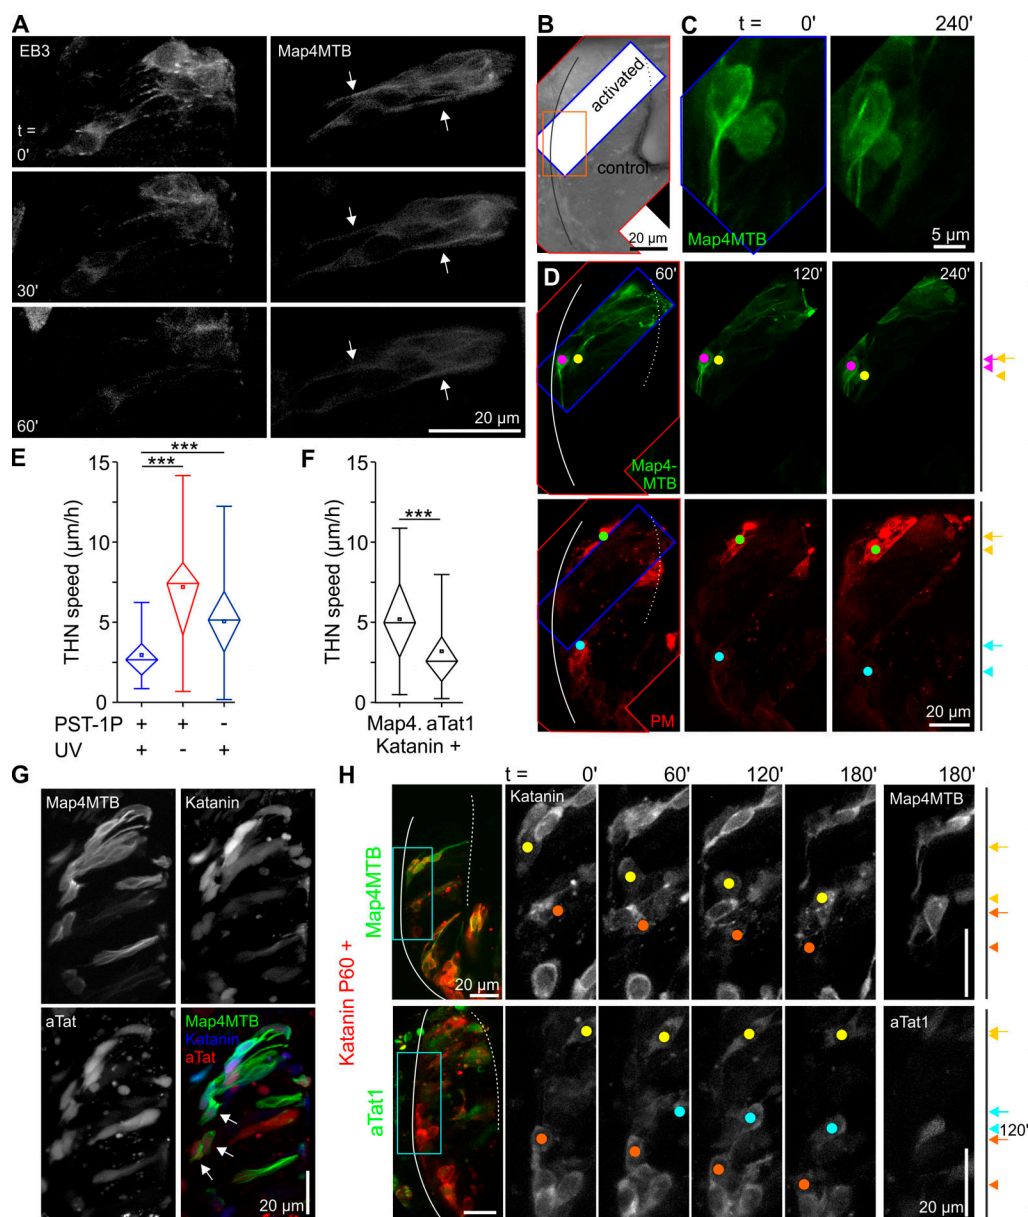 A
EB3
Map4MTB
t =
0'
30'
60'
20 µm
B
activated
control
20 µm
C
t = 0' 240'
Map4MTB
5 µm
D
60'
120'
240'
Map4-
MTB
PM
20 µm
E
*** 
***
15
10
5
0
THN speed (µm/h)
PST-1P + + -
UV + - +
F
***
15
10
5
0
THN speed (µm/h)
Map4. aTat1
Katanin +
G
Map4MTB
Katanin
aTat
Map4MTB
Katanin
aTat
20 µm
H
t = 0' 60' 120' 180' 180'
Katanin P60 +
Map4MTB
aTat1
20 µm
Katanin
Map4MTB
aTat1
120'
20 µm